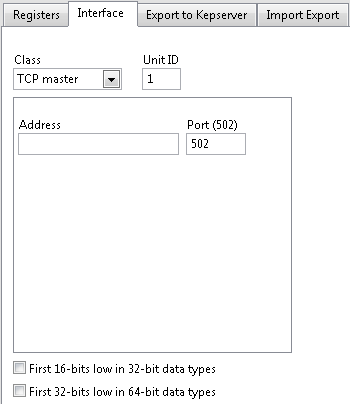 Registers Interface Export to Kepserver Import Export
Class Unit ID
TCP master 1
Address Port (502)
502
First 16-bits low in 32-bit data types
First 32-bits low in 64-bit data types